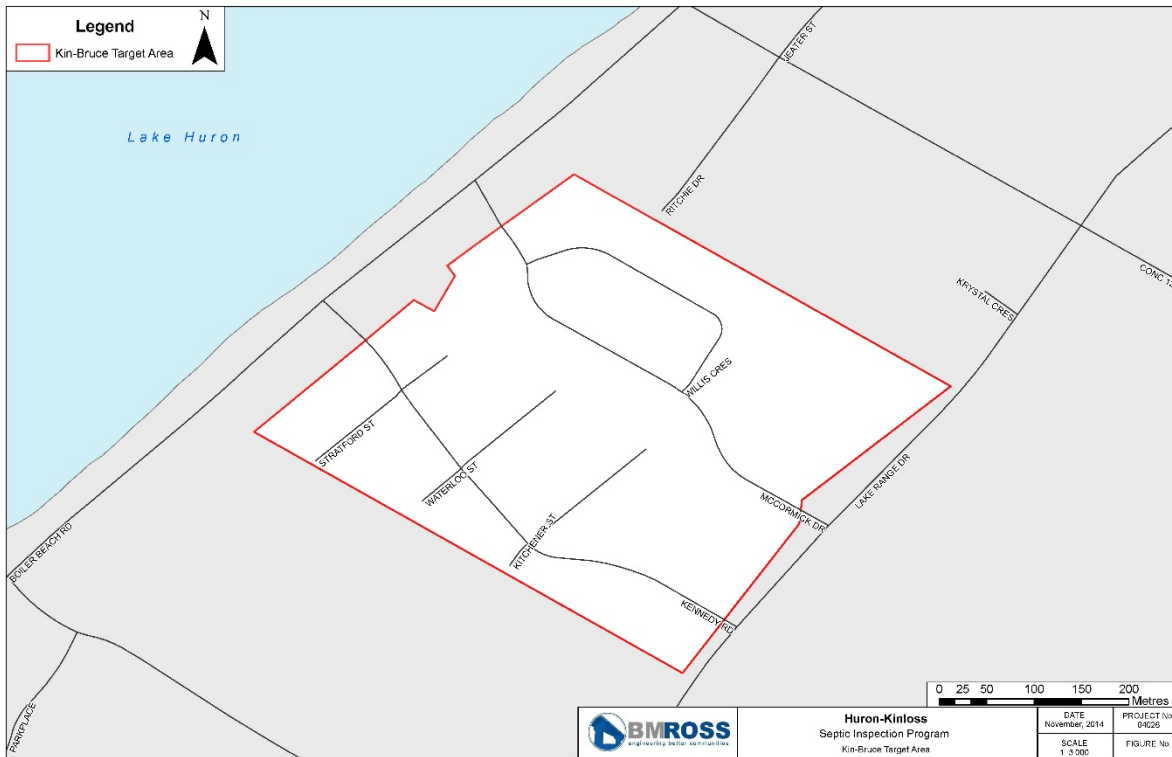 Legend
Kin-Bruce Target Area
N
Lake Huron
JEATER ST
RITCHIE DR
CONC 12
KRYSTAL CRES
WILLIS CRES
STRATFORD ST
WATERLOO ST
LAKE RANGE DR
MCCORMICK DR
KITCHENER ST
BOILER BEACH RD
KENNEDY RD
PARKPLACE
0 25 50 100 150 200
Metres
BMROSS
engineering better communities
Huron-Kinloss
Septic Inspection Program
Kin-Bruce Target Area
DATE
November, 2014
PROJECT No
04026
SCALE
1: 3 000
FIGURE No